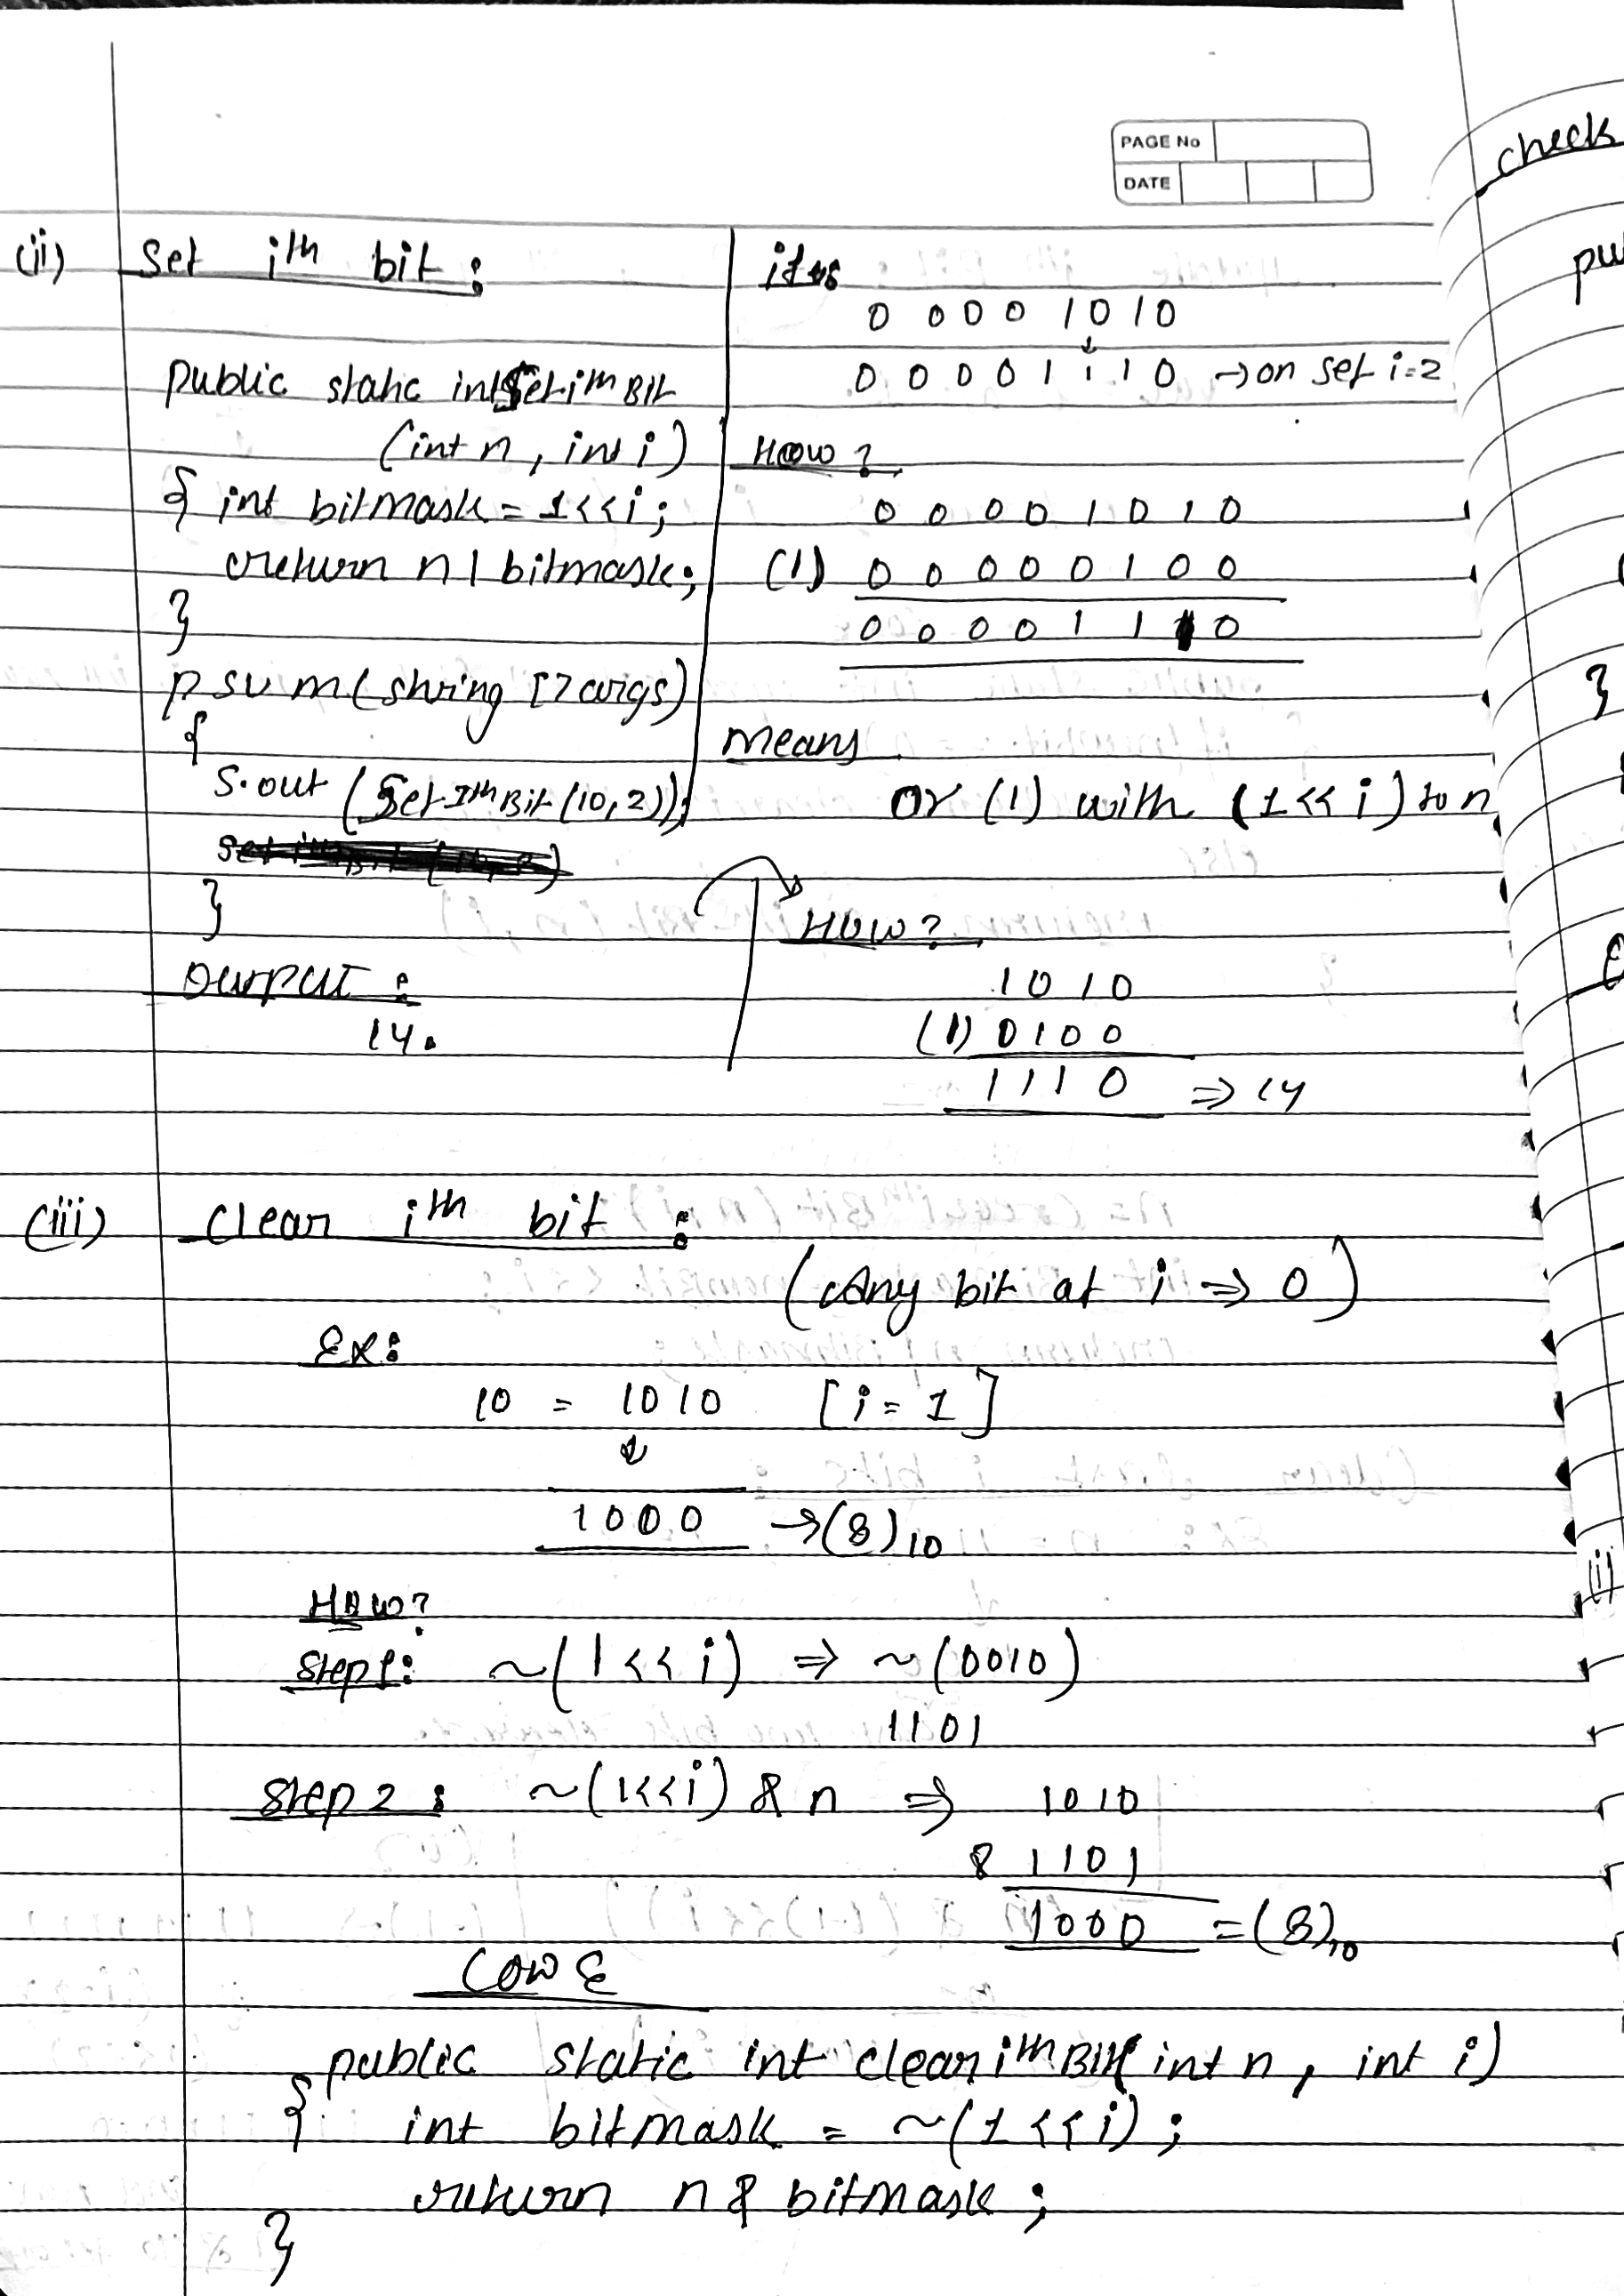 PAGE No
DATE
check
pu
(ii) Set ith bit :
public static int SetithBit
(int n, int i)
{ int bitmask = 1<<i;
return n | bitmask;
}
psvm(string [] args)
{
S.out (SetIthBit (10,2));
}
OUTPUT :
14.
0 0 0 0 1 0 1 0
0 0 0 0 1 1 1 0 → on set i=2
How ?
0 0 0 0 1 0 1 0
(|) 0 0 0 0 0 1 0 0
0 0 0 0 1 1 1 0
means
or (|) with (1<< i) to n
HOW ?
1 0 1 0
(|) 0 1 0 0
1 1 1 0 ⇒ 14
}
(iii) Clear ith bit :
(Any bit at i ⇒ 0)
Ex:
10 = 1010 [i = 1]
1000 → (8)10
How?
Step1: ~(1<< i) ⇒ ~(0010)
1101
Step 2 : ~(1<<i) & n ⇒ 1010
& 1101
1000 = (8)10
CODE
public static int clearithBit(int n, int i)
{ int bitmask = ~(1<<i);
return n & bitmask ;
}
(i)